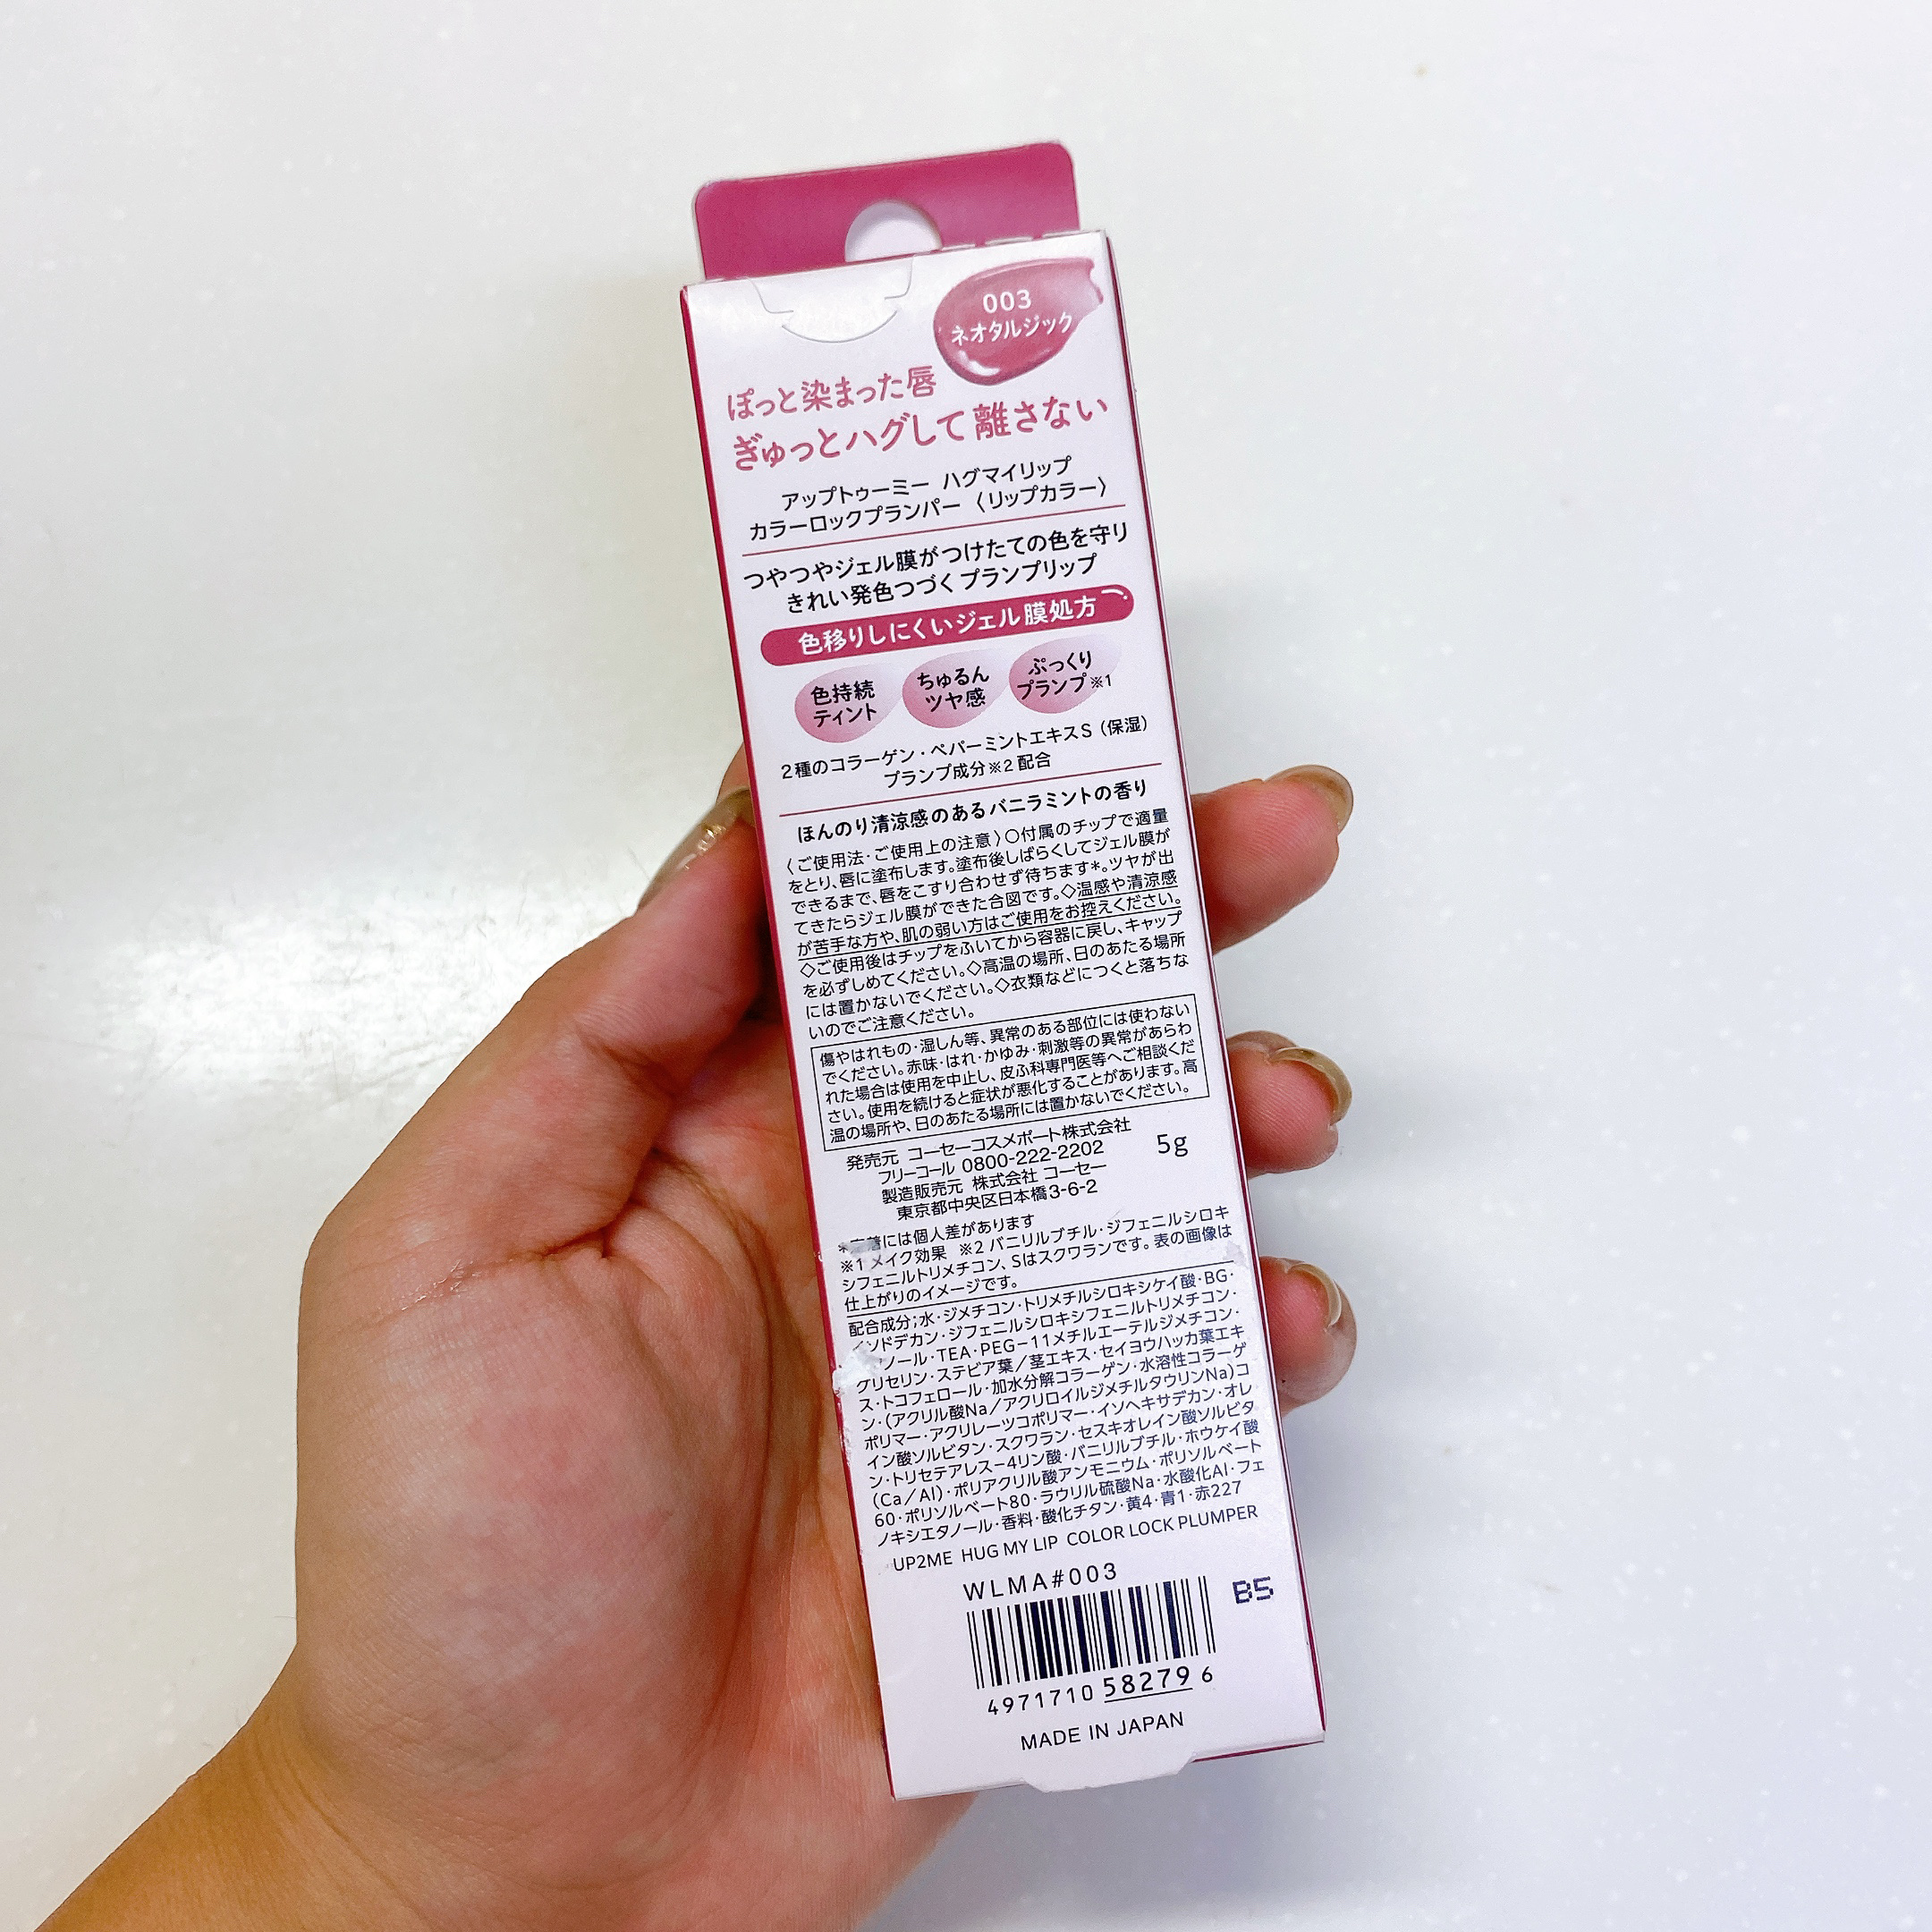 003
ネオタルジック
ぽっと染まった唇
ぎゅっとハグして離さない
アップトゥーミー ハグマイリップ
カラーロックプランパー 〈リップカラー〉
つやつやジェル膜がつけたての色を守り
きれい発色つづくプランプリップ
色移りしにくいジェル膜処方
色持続
ティント
ちゅるん
ツヤ感
ぷっくり
プランプ※1
2種のコラーゲン・ペパーミントエキスS（保湿）
プランプ成分※2配合
ほんのり清涼感のあるバニラミントの香り
〈ご使用法・ご使用上の注意〉○付属のチップで適量
をとり、唇に塗布します。塗布後しばらくしてジェル膜が
できるまで、唇をこすり合わせず待ちます*。ツヤが出
てきたらジェル膜ができた合図です。◇温感や清涼感
が苦手な方や、肌の弱い方はご使用をお控えください。
◇ご使用後はチップをふいてから容器に戻し、キャップ
を必ずしめてください。◇高温の場所、日のあたる場所
には置かないでください。◇衣類などにつくと落ちな
いのでご注意ください。
傷やはれもの・湿しん等、異常のある部位には使わない
でください。赤味・はれ・かゆみ・刺激等の異常があらわ
れた場合は使用を中止し、皮ふ科専門医等へご相談くだ
さい。使用を続けると症状が悪化することがあります。高
温の場所や、日のあたる場所には置かないでください。
発売元 コーセーコスメポート株式会社
フリーコール 0800-222-2202
製造販売元 株式会社 コーセー
東京都中央区日本橋3-6-2
5g
には個人差があります
※1メイク効果 ※2 バニリルブチル・ジフェニルシロキ
シフェニルトリメチコン、Sはスクワランです。表の画像は
仕上がりのイメージです。
配合成分；水・ジメチコン・トリメチルシロキシケイ酸・BG・
イソドデカン・ジフェニルシロキシフェニルトリメチコン・
ノール・TEA・PEG－11メチルエーテルジメチコン・
グリセリン・ステビア葉／茎エキス・セイヨウハッカ葉エキ
ス・トコフェロール・加水分解コラーゲン・水溶性コラーゲ
ン・(アクリル酸Na／アクリロイルジメチルタウリンNa)コ
ポリマー・アクリレーツコポリマー・イソヘキサデカン・オレ
イン酸ソルビタン・スクワラン・セスキオレイン酸ソルビタ
ン・トリセテアレス－4リン酸・バニリルブチル・ホウケイ酸
(Ca／Al)・ポリアクリル酸アンモニウム・ポリソルベート
60・ポリソルベート80・ラウリル硫酸Na・水酸化Al・フェ
ノキシエタノール・香料・酸化チタン・黄4・青1・赤227
UP2ME HUG MY LIP COLOR LOCK PLUMPER
WLMA#003
B5
4971710 58279 6
MADE IN JAPAN